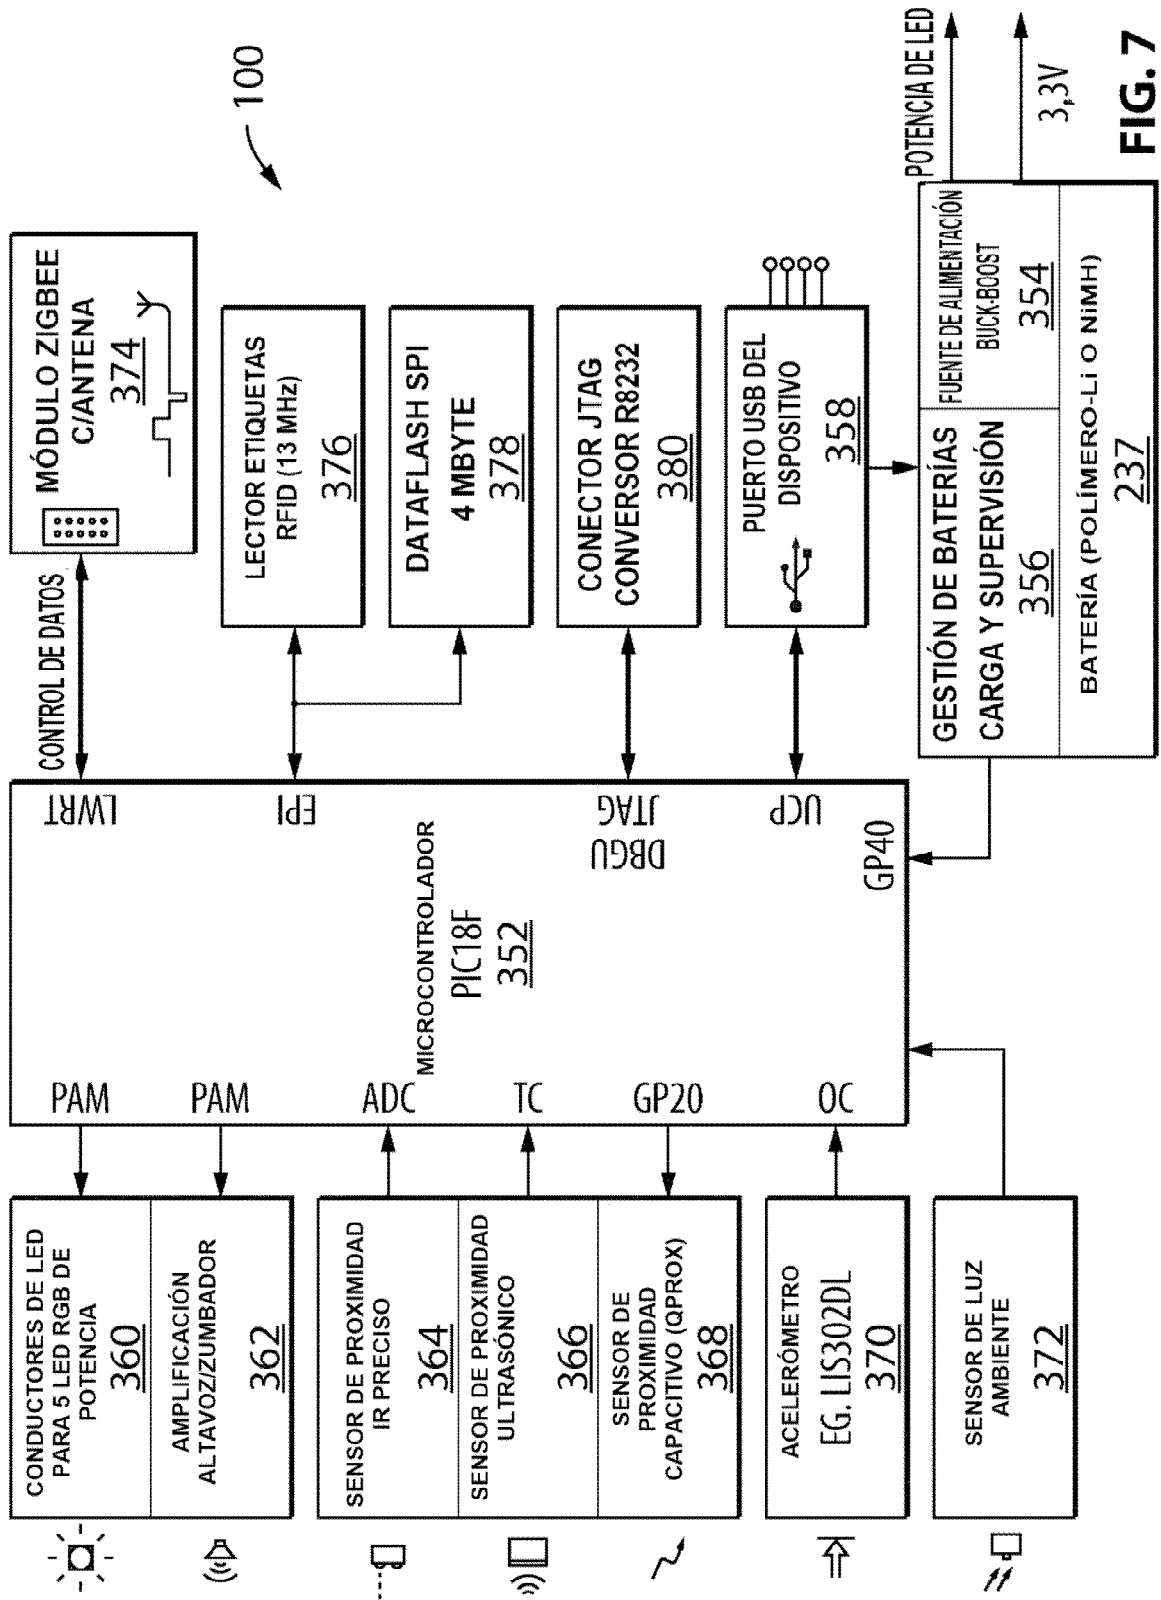 100
CONDUCTORES DE LED
PARA 5 LED RGB DE
POTENCIA
360
AMPLIFICACIÓN
ALTAVOZ/ZUMBADOR
362
SENSOR DE PROXIMIDAD
IR PRECISO
364
SENSOR DE PROXIMIDAD
ULTRASÓNICO
366
SENSOR DE
PROXIMIDAD
CAPACITIVO (QPROX)
368
ACELERÓMETRO
EG. LIS302DL
370
SENSOR DE LUZ
AMBIENTE
372
PAM
PAM
ADC
TC
GP20
OC
MICROCONTROLADOR
PIC18F
352
LWRT
EPI
DBGU
JTAG
UCP
GP40
CONTROL DE DATOS
MÓDULO ZIGBEE
C/ANTENA
374
LECTOR ETIQUETAS
RFID (13 MHz)
376
DATAFLASH SPI
4 MBYTE
378
CONECTOR JTAG
CONVERSOR R8232
380
PUERTO USB DEL
DISPOSITIVO
358
GESTIÓN DE BATERÍAS
CARGA Y SUPERVISIÓN
356
FUENTE DE ALIMENTACIÓN
BUCK-BOOST
354
BATERÍA (POLÍMERO-Li O NiMH)
237
POTENCIA DE LED
3,3V
FIG. 7